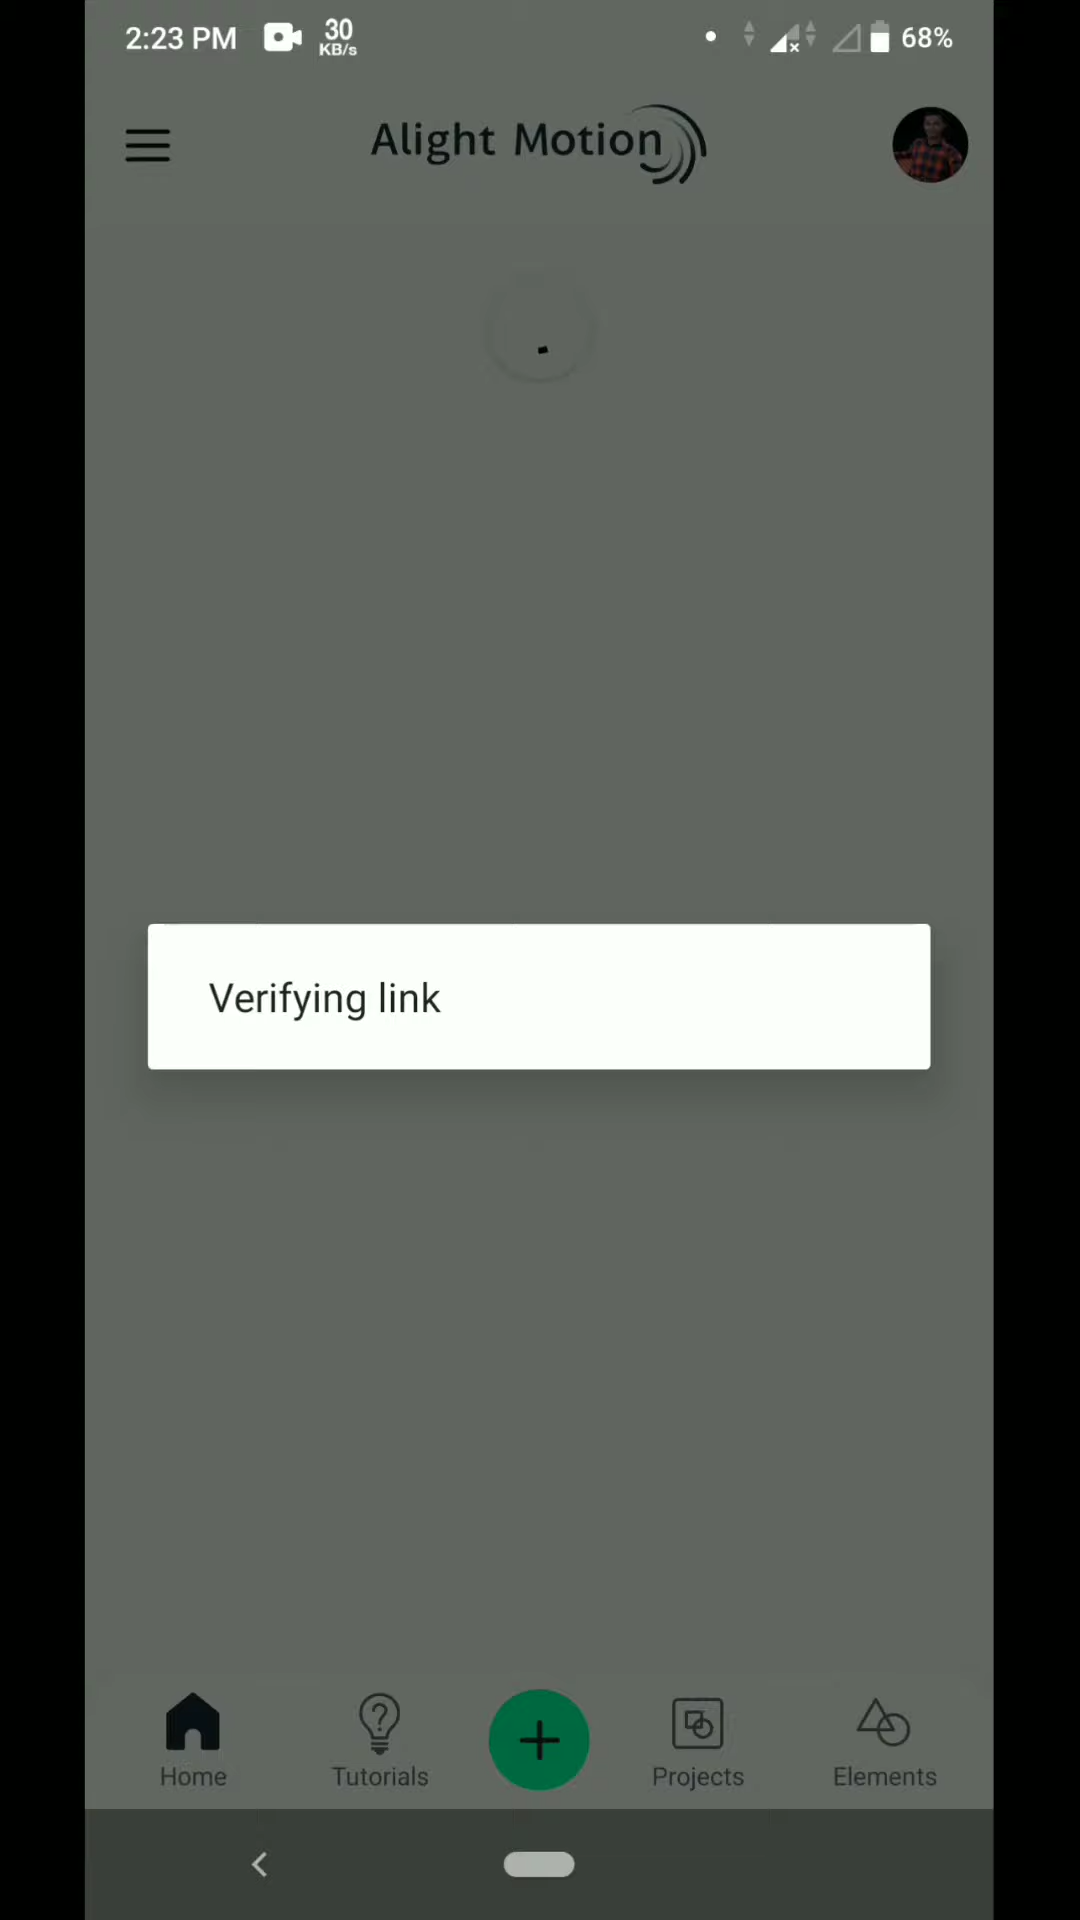 2:23 PM 30 KB/s 68%
Alight Motion
Verifying link
Home Tutorials Projects Elements